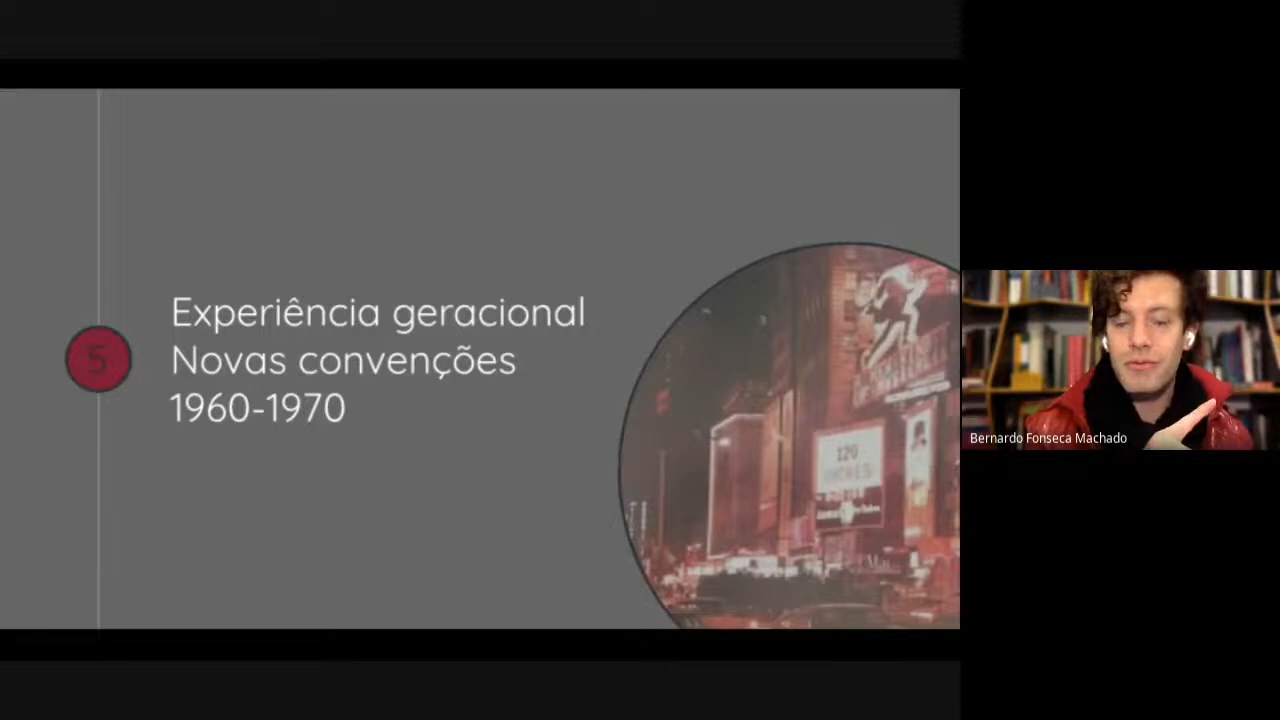 5
Experiência geracional
Novas convenções
1960-1970
120
Bernardo Fonseca Machado